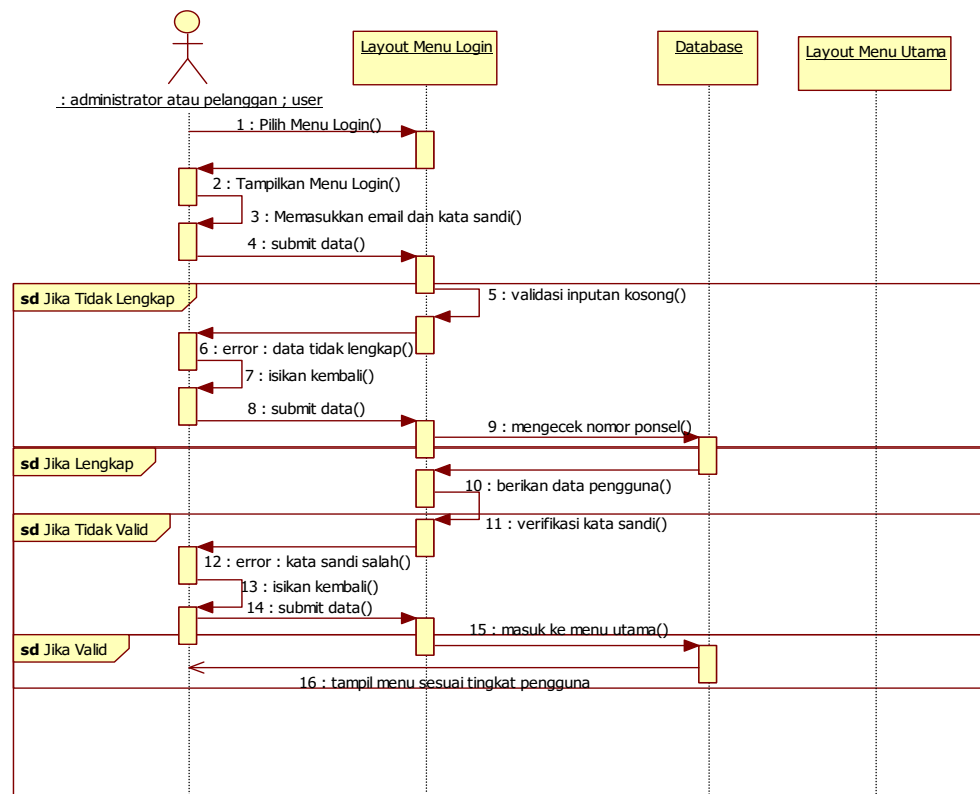 Layout Menu Login
Database
Layout Menu Utama
: administrator atau pelanggan ; user
1 : Pilih Menu Login()
2 : Tampilkan Menu Login()
3 : Memasukkan email dan kata sandi()
4 : submit data()
sd Jika Tidak Lengkap
5 : validasi inputan kosong()
6 : error : data tidak lengkap()
7 : isikan kembali()
8 : submit data()
9 : mengecek nomor ponsel()
sd Jika Lengkap
10 : berikan data pengguna()
sd Jika Tidak Valid
11 : verifikasi kata sandi()
12 : error : kata sandi salah()
13 : isikan kembali()
14 : submit data()
15 : masuk ke menu utama()
sd Jika Valid
16 : tampil menu sesuai tingkat pengguna